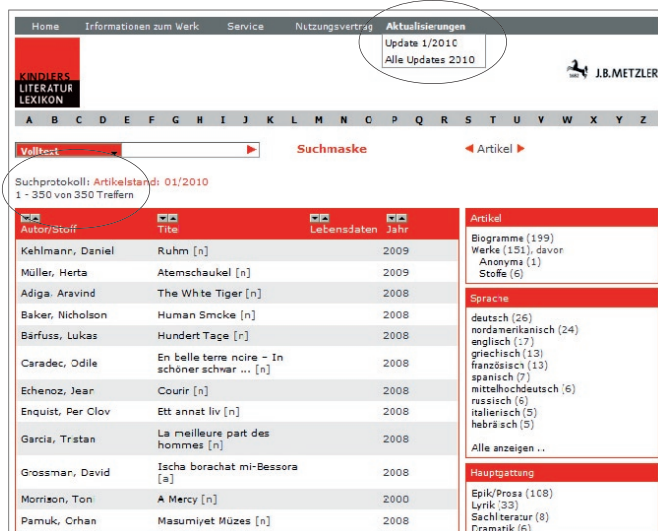 Home Informationen zum Werk Service Nutzungsvertrag Aktualisierungen
Update 1/2010
Alle Updates 2010
KINDLERS
LITERATUR
LEXIKON
J.B.METZLER
A B C D E F G H I J K L M N O P Q R S T U V W X Y Z
Volltext Suchmaske Artikel
Suchprotokoll: Artikelstand: 01/2010
1 - 350 von 350 Treffern
Autor/Stoff Titel Lebensdaten Jahr
Kehlmann, Daniel Ruhm [n] 2009
Müller, Herta Atemschaukel [n] 2009
Adiga, Aravind The White Tiger [n] 2008
Baker, Nicholson Human Smoke [n] 2008
Bärfuss, Lukas Hundert Tage [n] 2008
Caradec, Odile En belle terre noire – In
schöner schwar ... [n] 2008
Echenoz, Jean Courir [n] 2008
Enquist, Per Olov Ett annat liv [n] 2008
Garcia, Tristan La meilleure part des
hommes [n] 2008
Grossman, David Ischa borachat mi-Bessora
[a] 2008
Morrison, Toni A Mercy [n] 2008
Pamuk, Orhan Masumiyet Müzes [n] 2008
Artikel
Biogramme (199)
Werke (151), davon
Anonyma (1)
Stoffe (6)
Sprache
deutsch (26)
nordamerikanisch (24)
englisch (17)
griechisch (13)
französisch (13)
spanisch (7)
mittelhochdeutsch (6)
russisch (6)
italienisch (5)
hebräisch (5)
Alle anzeigen ...
Hauptgattung
Epik/Prosa (108)
Lyrik (33)
Sachliteratur (8)
Dramatik (6)